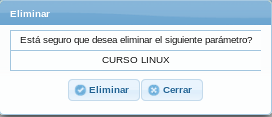 Eliminar
Está seguro que desea eliminar el siguiente parámetro?
CURSO LINUX
Eliminar
Cerrar